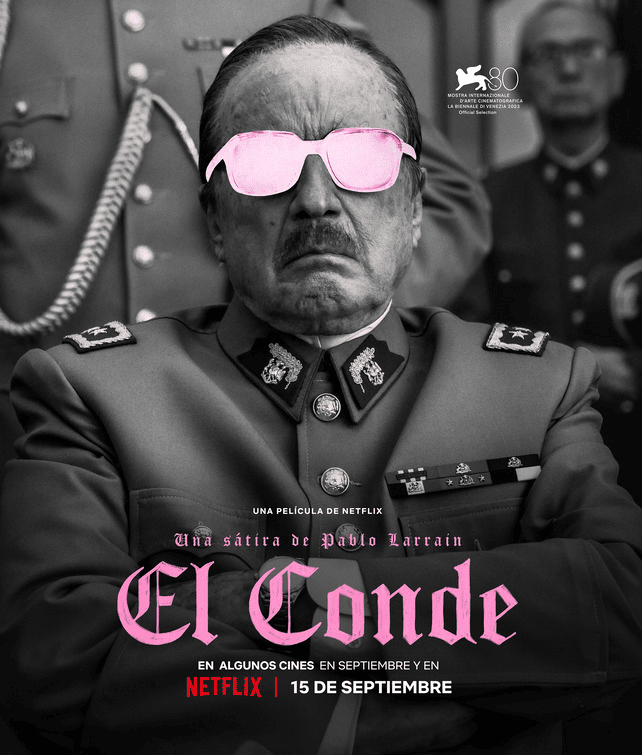 80
MOSTRA INTERNAZIONALE
D'ARTE CINEMATOGRAFICA
LA BIENNALE DI VENEZIA 2023
Official Selection
UNA PELÍCULA DE NETFLIX
Una sátira de Pablo Larraín
El Conde
EN ALGUNOS CINES EN SEPTIEMBRE Y EN
NETFLIX | 15 DE SEPTIEMBRE